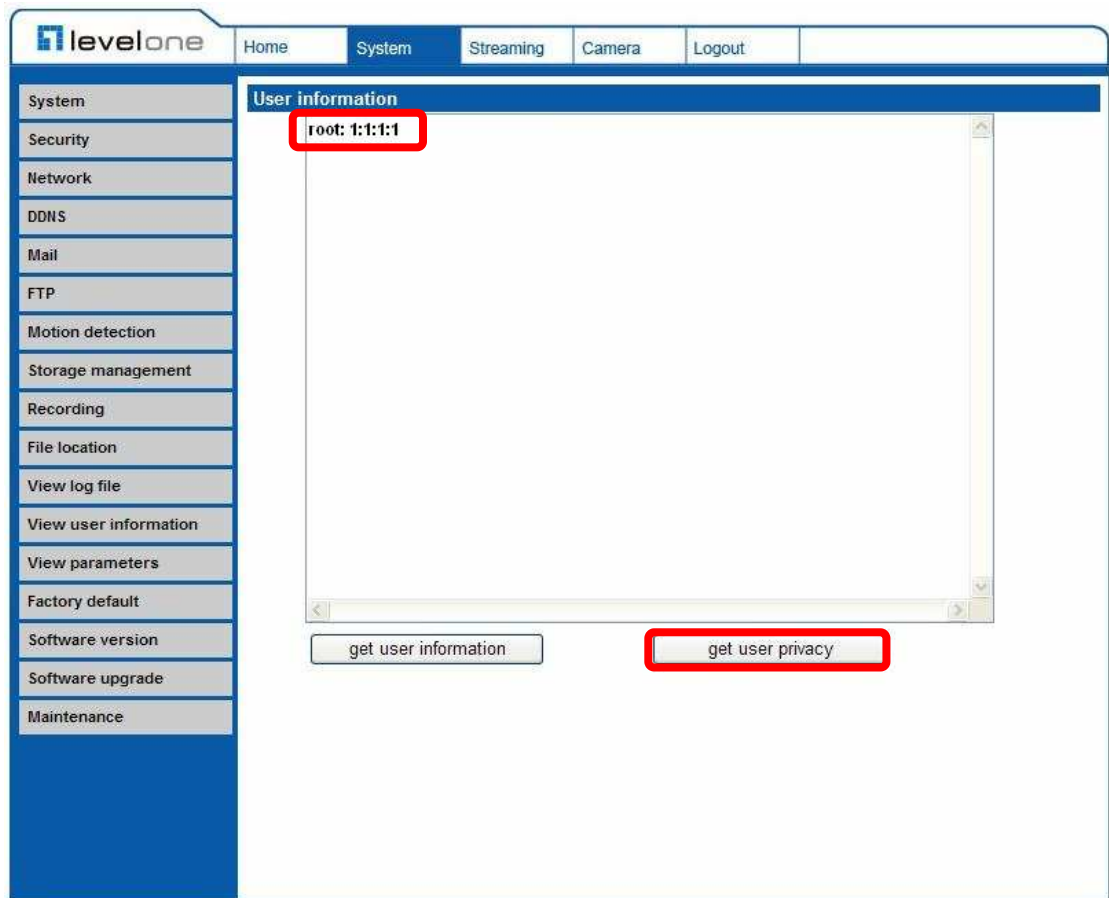 levelone
Home System Streaming Camera Logout
System
Security
Network
DDNS
Mail
FTP
Motion detection
Storage management
Recording
File location
View log file
View user information
View parameters
Factory default
Software version
Software upgrade
Maintenance
User information
root: 1:1:1:1
get user information get user privacy